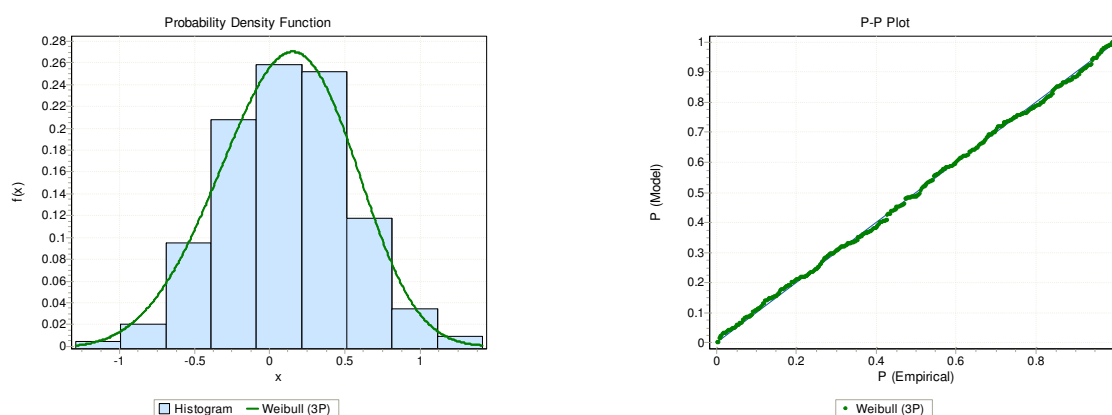 Probability Density Function
0.28
0.26
0.24
0.22
0.2
0.18
0.16
0.14
0.12
0.1
0.08
0.06
0.04
0.02
0
f(x)
-1 -0.5 0 0.5 1
x
Histogram Weibull (3P)
P-P Plot
1
0.9
0.8
0.7
0.6
0.5
0.4
0.3
0.2
0.1
0
P (Model)
0 0.2 0.4 0.6 0.8
P (Empirical)
Weibull (3P)